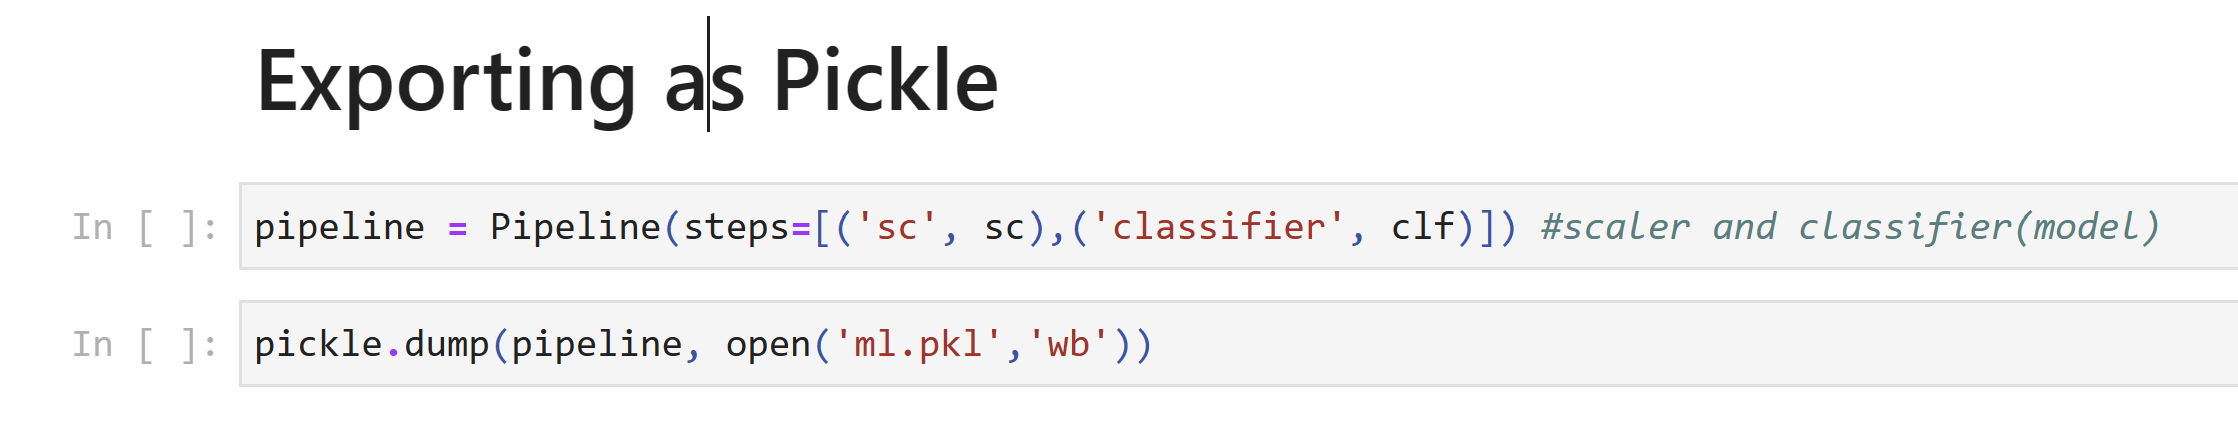 Exporting as Pickle
In [ ]: pipeline = Pipeline(steps=[('sc', sc),('classifier', clf)]) #scaler and classifier(model)
In [ ]: pickle.dump(pipeline, open('ml.pkl','wb'))